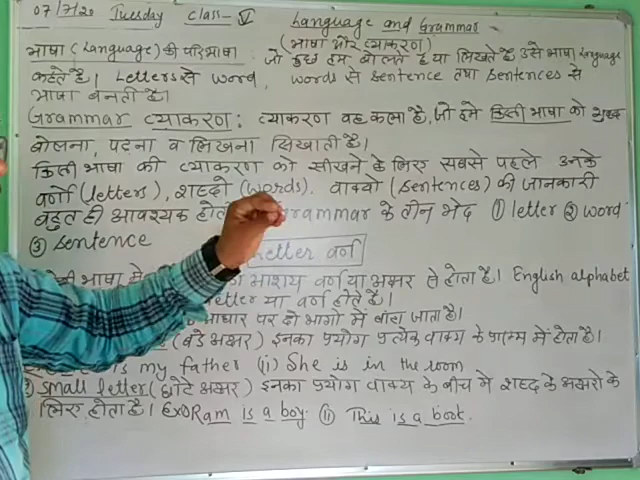 07/7/20 Tuesday Class- V Language and Grammar
(भाषा और व्याकरण)
भाषा (Language) की परिभाषा जो कुछ हम बोलते है या लिखते है उसे भाषा Language
कहते है। Letters से word, words से sentence तथा sentences से
भाषा बनती है।
Grammar व्याकरण: व्याकरण वह कला है, जो हमे किसी भाषा को शुद्ध
बोलना, पढ़ना व लिखना सिखाती है।
किसी भाषा की व्याकरण को सीखने के लिए सबसे पहले उनके
वर्णो (letters), शब्दो (words), वाक्यो (sentences) की जानकारी
बहुत ही आवश्यक Grammar के तीन भेद ① letter ② word
③ sentence
Letter वर्ण
भाषा आशय वर्ण या अक्षर से होता है। English alphabet
letter या वर्ण होते है।
आधार पर दो भागो में बांटा जाता है।
(बडे अक्षर) इनका प्रयोग प्रत्येक वाक्य के प्रारम्भ में होता है।
is my father (ii) She is in the room
small letter (छोटे अक्षर) इनका प्रयोग वाक्य के बीच मे शब्द के अक्षरो के
लिए होता है। Ram is a boy. (ii) This is a book.